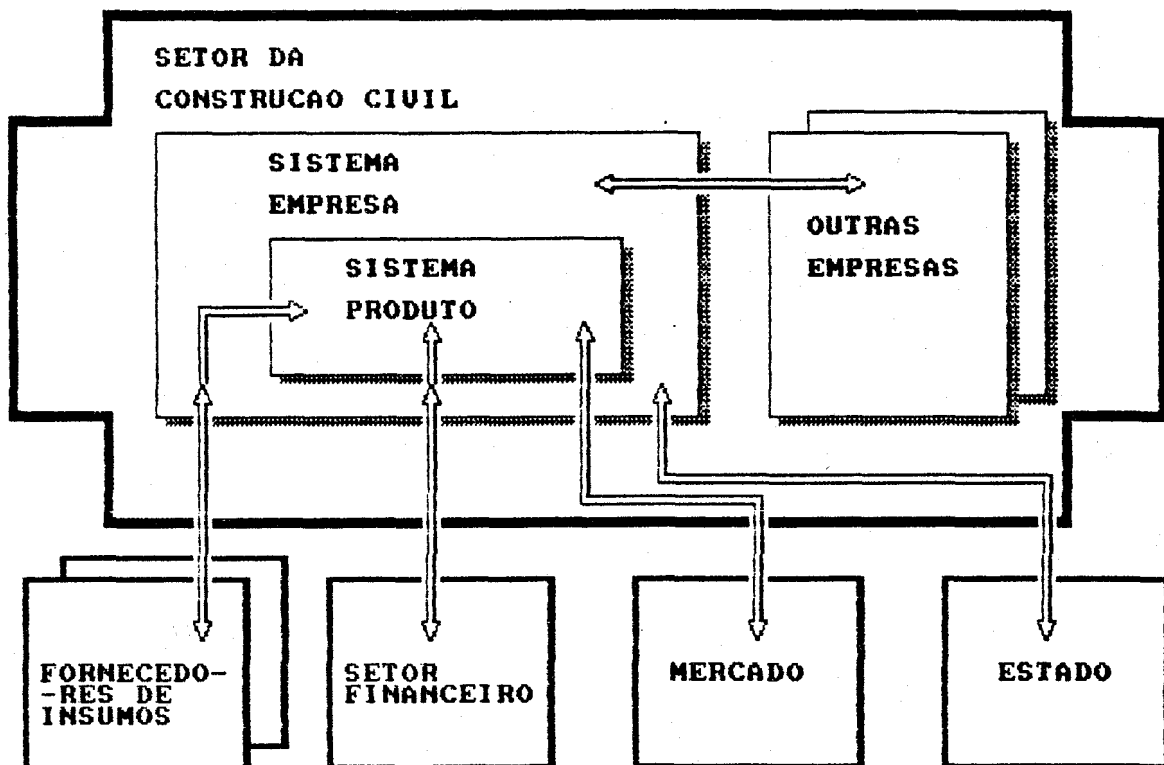 SETOR DA
CONSTRUCAO CIVIL
SISTEMA
EMPRESA
OUTRAS
EMPRESAS
SISTEMA
PRODUTO
FORNECEDO-
-RES DE
INSUMOS
SETOR
FINANCEIRO
MERCADO
ESTADO